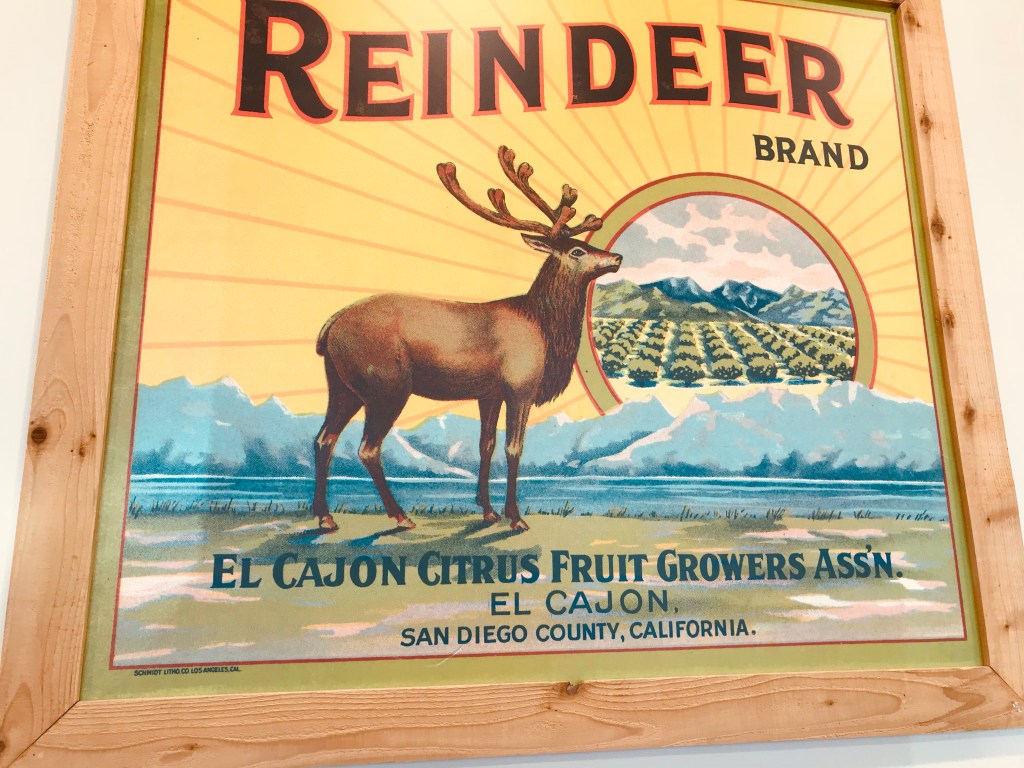 REINDEER
BRAND
EL CAJON CITRUS FRUIT GROWERS ASS'N.
EL CAJON,
SAN DIEGO COUNTY, CALIFORNIA.
SCHMIDT LITHO. CO. LOS ANGELES, CAL.